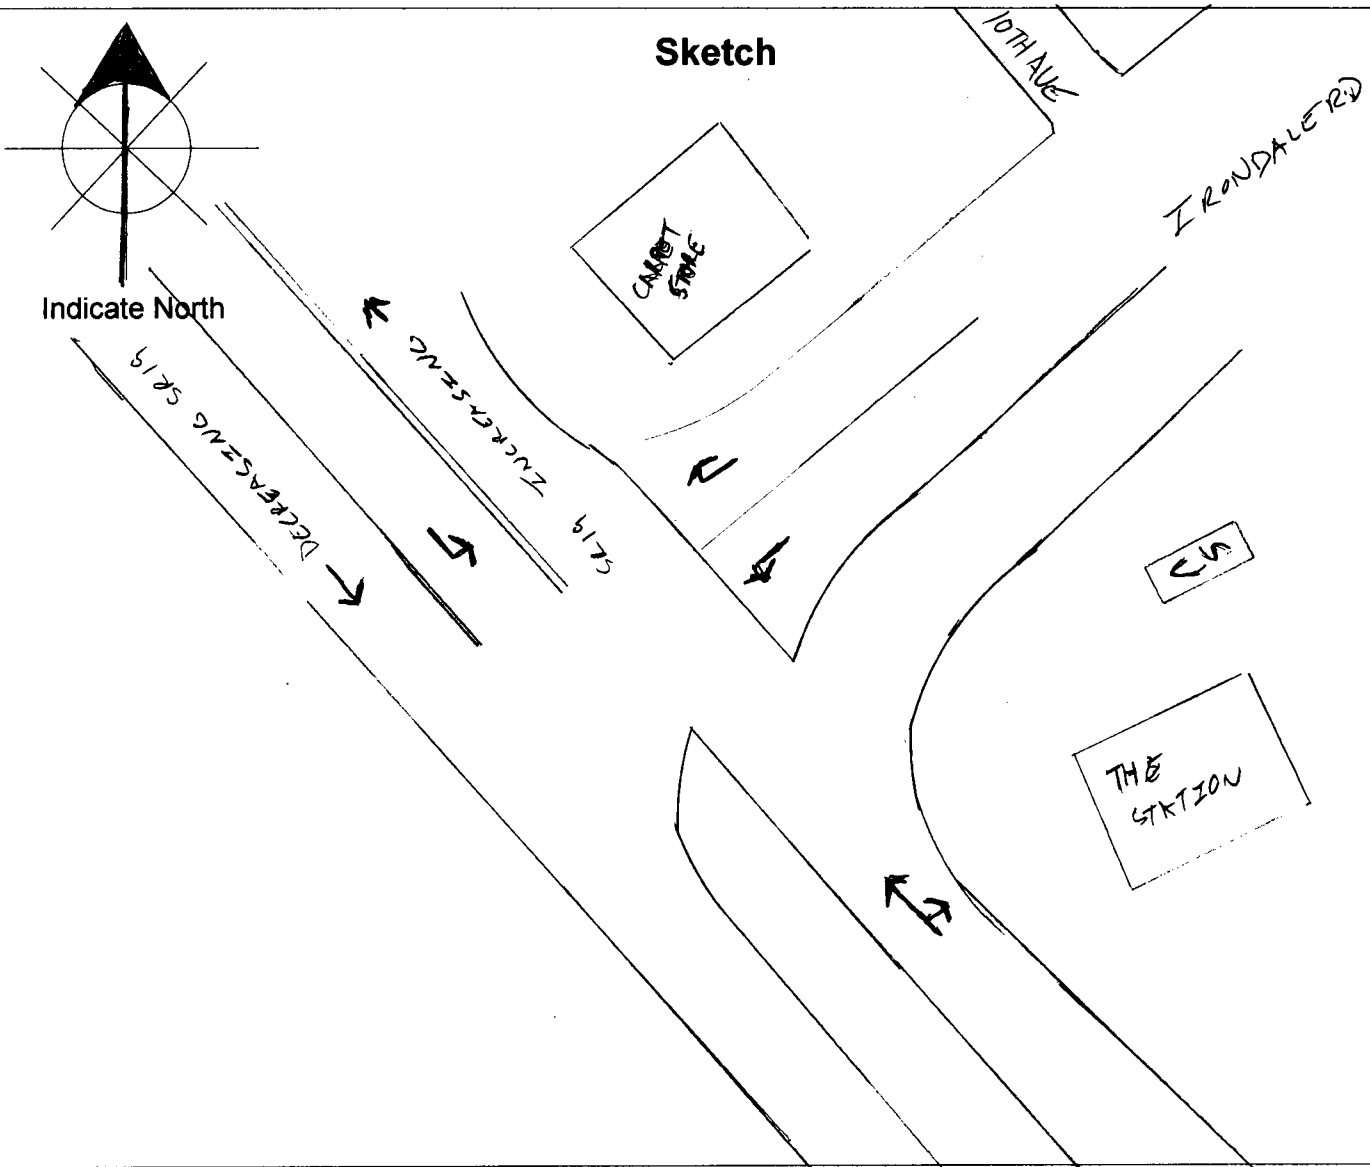 Sketch
10TH AVE
IRONDALE RD
Indicate North
CARPET
STORE
DECREASING SR19
INCREASING
SR19
CS
THE
STATION